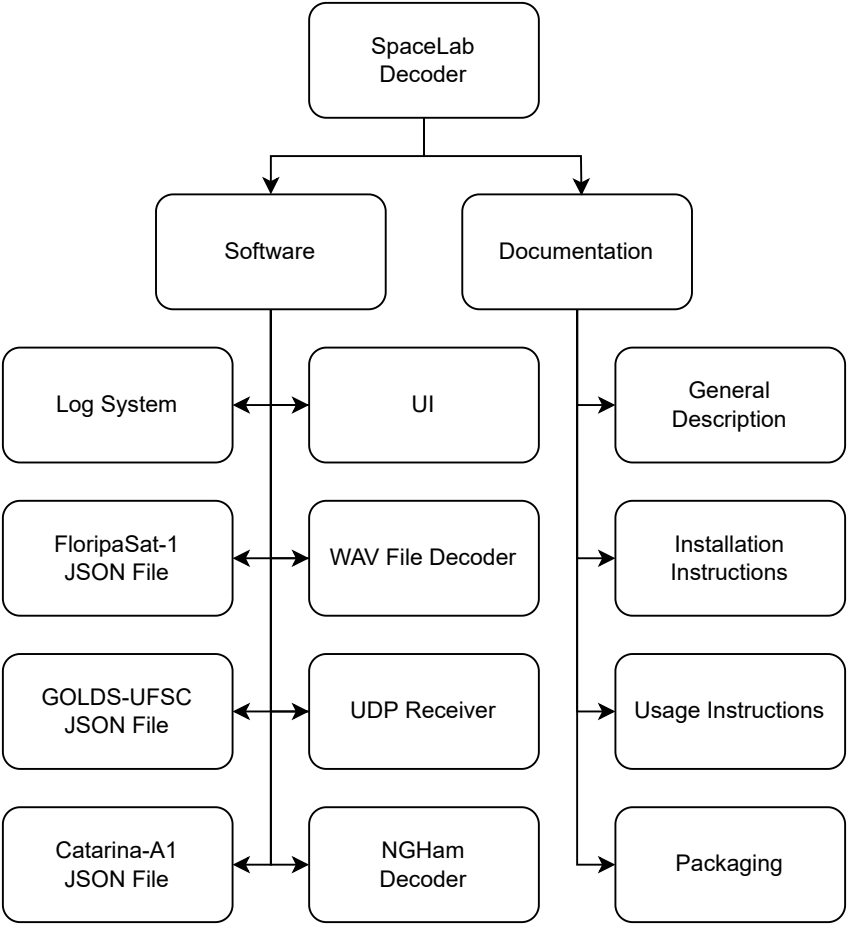 SpaceLab
Decoder
Software
Documentation
Log System
UI
General
Description
FloripaSat-1
JSON File
WAV File Decoder
Installation
Instructions
GOLDS-UFSC
JSON File
UDP Receiver
Usage Instructions
Catarina-A1
JSON File
NGHam
Decoder
Packaging